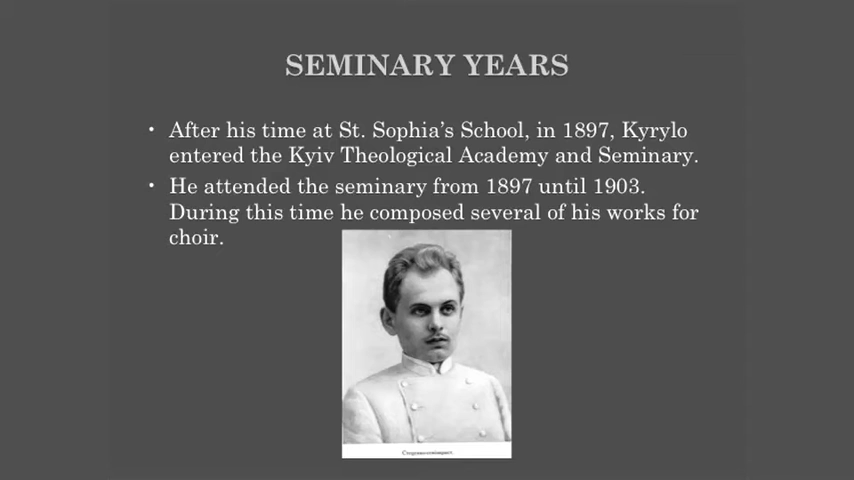 SEMINARY YEARS
• After his time at St. Sophia's School, in 1897, Kyrylo
entered the Kyiv Theological Academy and Seminary.
• He attended the seminary from 1897 until 1903.
During this time he composed several of his works for
choir.